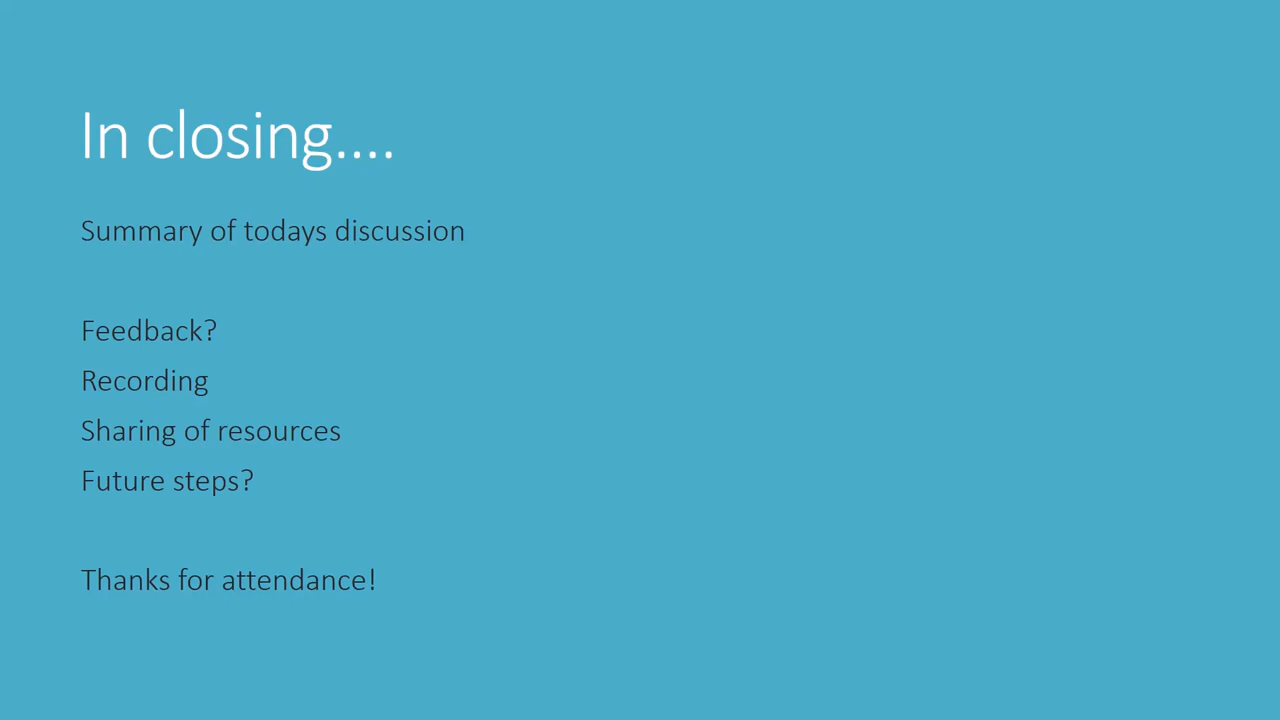 In closing....
Summary of todays discussion
Feedback?
Recording
Sharing of resources
Future steps?
Thanks for attendance!